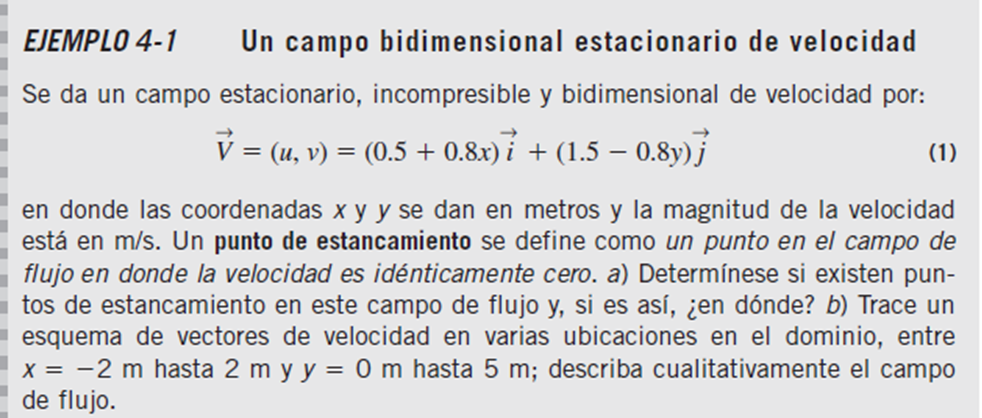 EJEMPLO 4-1 Un campo bidimensional estacionario de velocidad
Se da un campo estacionario, incompresible y bidimensional de velocidad por:
V⃗ = (u, v) = (0.5 + 0.8x) i⃗ + (1.5 − 0.8y) j⃗ (1)
en donde las coordenadas x y y se dan en metros y la magnitud de la velocidad
está en m/s. Un punto de estancamiento se define como un punto en el campo de
flujo en donde la velocidad es idénticamente cero. a) Determínese si existen pun-
tos de estancamiento en este campo de flujo y, si es así, ¿en dónde? b) Trace un
esquema de vectores de velocidad en varias ubicaciones en el dominio, entre
x = −2 m hasta 2 m y y = 0 m hasta 5 m; describa cualitativamente el campo
de flujo.